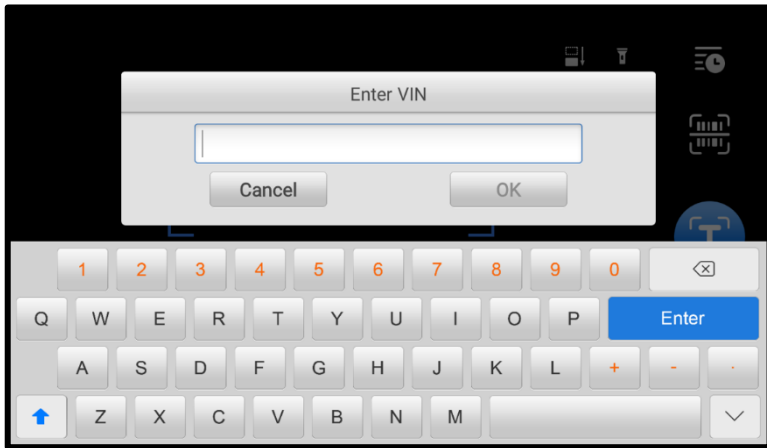 Enter VIN
Cancel OK
1 2 3 4 5 6 7 8 9 0
Q W E R T Y U I O P Enter
A S D F G H J K L + - .
Z X C V B N M